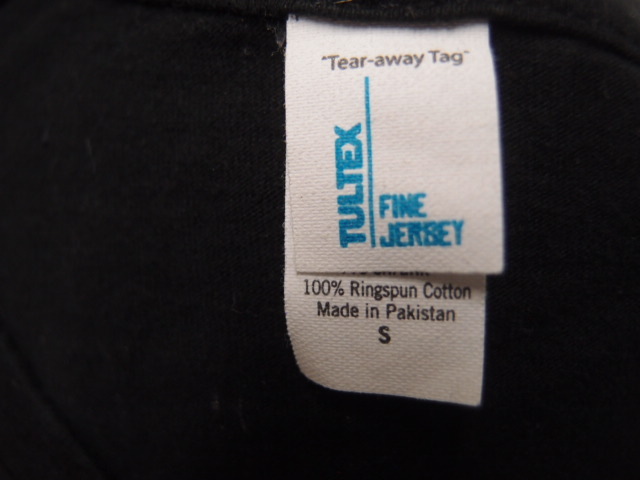 "Tear-away Tag"
TULTEX
FINE
JERSEY
100% Ringspun Cotton
Made in Pakistan
S